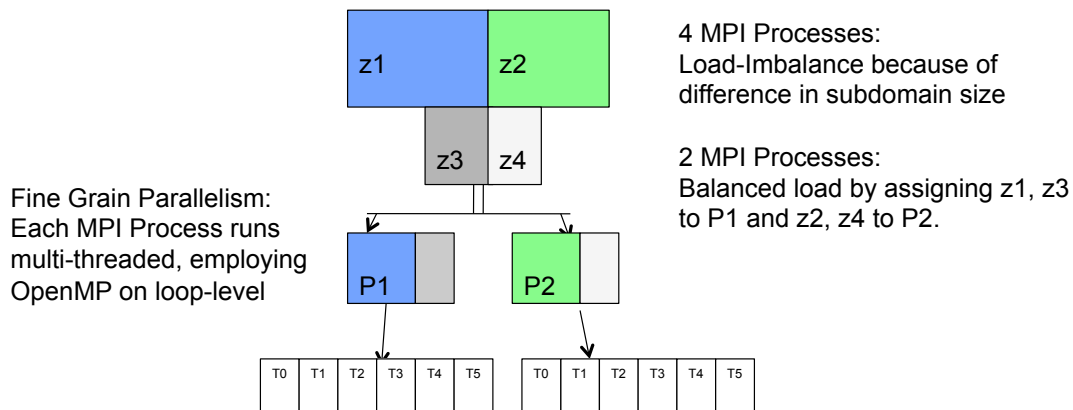 z1
z2
z3
z4
4 MPI Processes:
Load-Imbalance because of
difference in subdomain size
2 MPI Processes:
Balanced load by assigning z1, z3
to P1 and z2, z4 to P2.
Fine Grain Parallelism:
Each MPI Process runs
multi-threaded, employing
OpenMP on loop-level
P1
P2
T0 T1 T2 T3 T4 T5
T0 T1 T2 T3 T4 T5